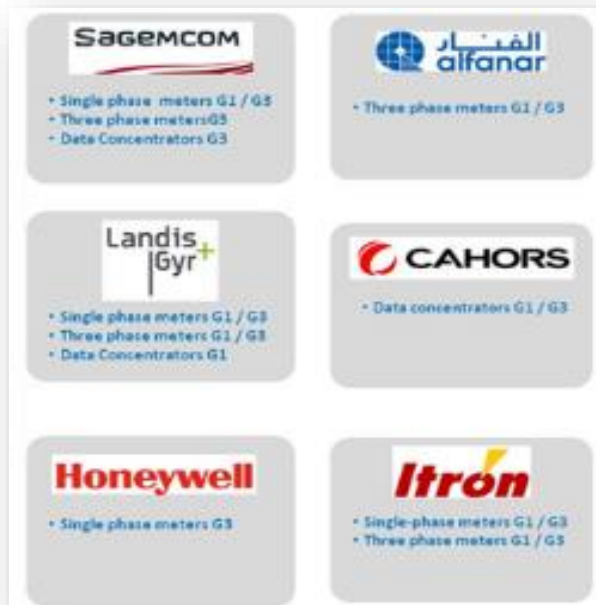 SAGEMCOM
• Single phase meters G1 / G3
• Three phase metersG3
• Data Concentrators G3
الفنار
alfanar
• Three phase meters G1 / G3
Landis+
Gyr
• Single phase meters G1 / G3
• Three phase meters G1 / G3
• Data Concentrators G1
CAHORS
• Data concentrators G1 / G3
Honeywell
• Single phase meters G3
Itron
• Single-phase meters G1 / G3
• Three phase meters G1 / G3